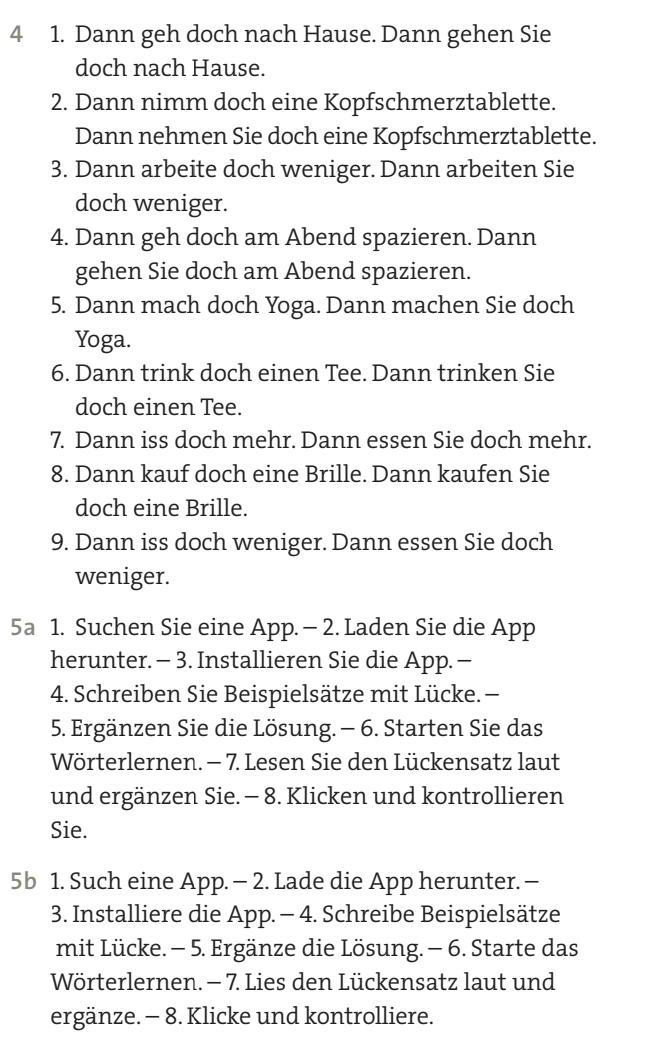 4 1. Dann geh doch nach Hause. Dann gehen Sie
doch nach Hause.
2. Dann nimm doch eine Kopfschmerztablette.
Dann nehmen Sie doch eine Kopfschmerztablette.
3. Dann arbeite doch weniger. Dann arbeiten Sie
doch weniger.
4. Dann geh doch am Abend spazieren. Dann
gehen Sie doch am Abend spazieren.
5. Dann mach doch Yoga. Dann machen Sie doch
Yoga.
6. Dann trink doch einen Tee. Dann trinken Sie
doch einen Tee.
7. Dann iss doch mehr. Dann essen Sie doch mehr.
8. Dann kauf doch eine Brille. Dann kaufen Sie
doch eine Brille.
9. Dann iss doch weniger. Dann essen Sie doch
weniger.
5a 1. Suchen Sie eine App. – 2. Laden Sie die App
herunter. – 3. Installieren Sie die App. –
4. Schreiben Sie Beispielsätze mit Lücke. –
5. Ergänzen Sie die Lösung. – 6. Starten Sie das
Wörterlernen. – 7. Lesen Sie den Lückensatz laut
und ergänzen Sie. – 8. Klicken und kontrollieren
Sie.
5b 1. Such eine App. – 2. Lade die App herunter. –
3. Installiere die App. – 4. Schreibe Beispielsätze
mit Lücke. – 5. Ergänze die Lösung. – 6. Starte das
Wörterlernen. – 7. Lies den Lückensatz laut und
ergänze. – 8. Klicke und kontrolliere.